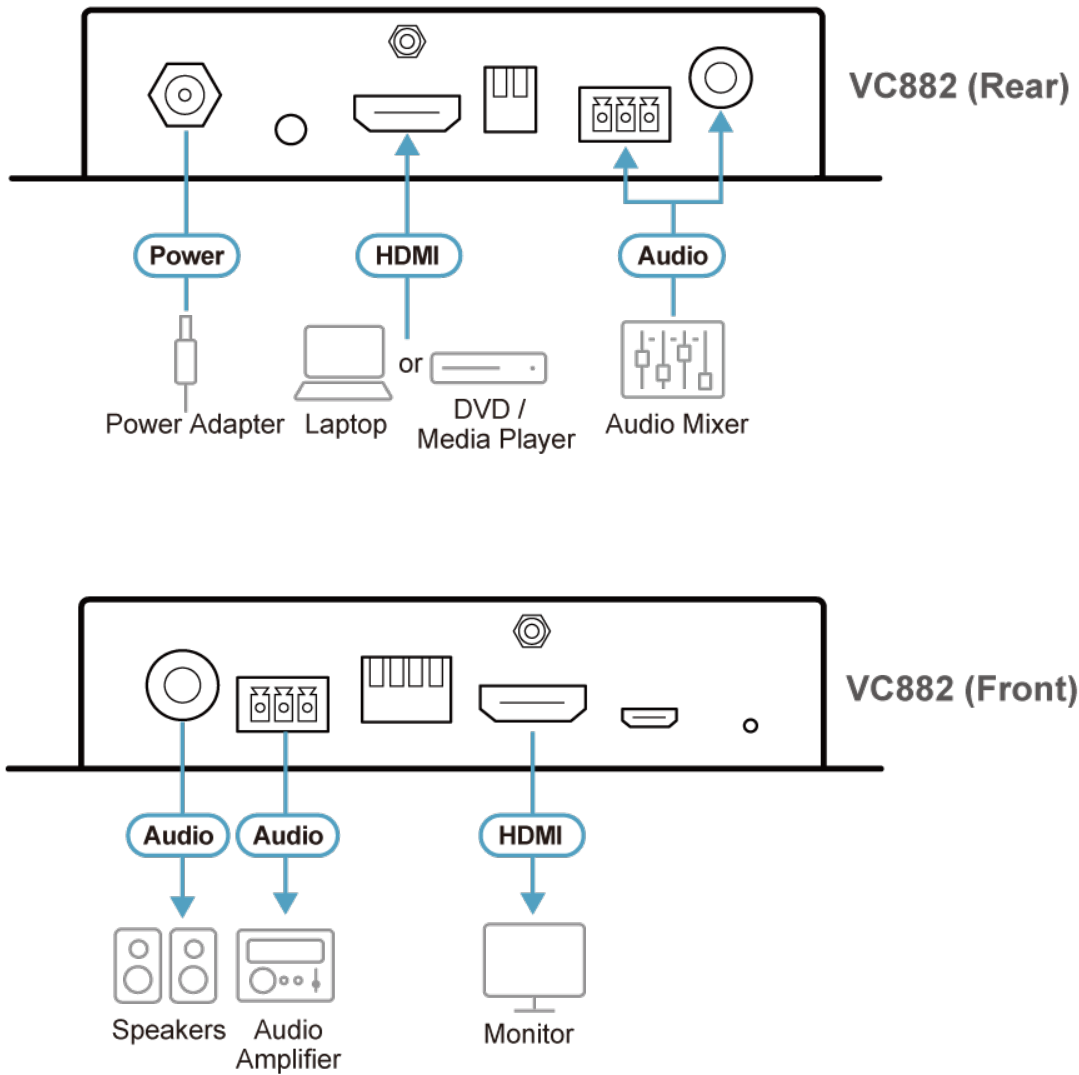 VC882 (Rear)
Power
HDMI
Audio
or
Power Adapter
Laptop
DVD /
Media Player
Audio Mixer
VC882 (Front)
Audio
Audio
HDMI
Speakers
Audio
Amplifier
Monitor